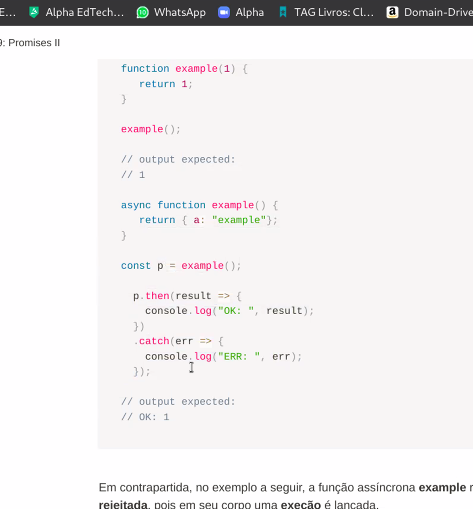 E... Alpha EdTech... 10 WhatsApp Alpha TAG Livros: Cl... a Domain-Drive
9: Promises II
function example(1) {
return 1;
}
example();
// output expected:
// 1
async function example() {
return { a: "example"};
}
const p = example();
p.then(result => {
console.log("OK: ", result);
})
.catch(err => {
console.log("ERR: ", err);
});
// output expected:
// OK: 1
Em contrapartida, no exemplo a seguir, a função assíncrona example
rejeitada, pois em seu corpo uma exeção é lançada.